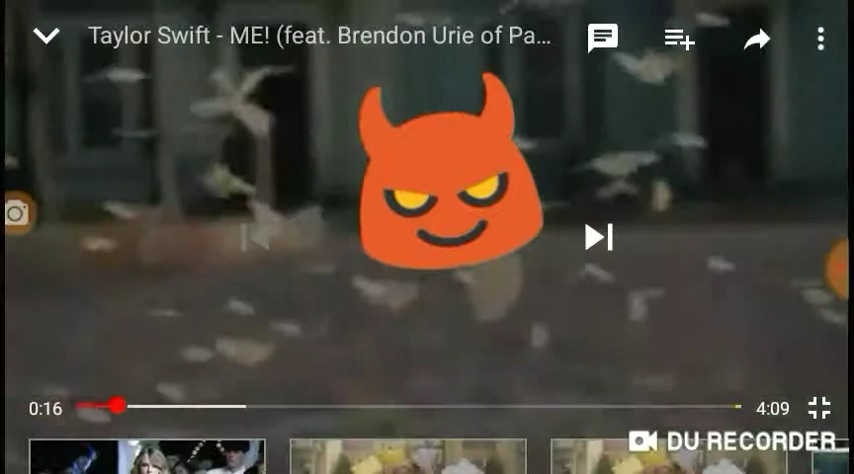 Taylor Swift - ME! (feat. Brendon Urie of Pa...
0:16
4:09
DU RECORDER